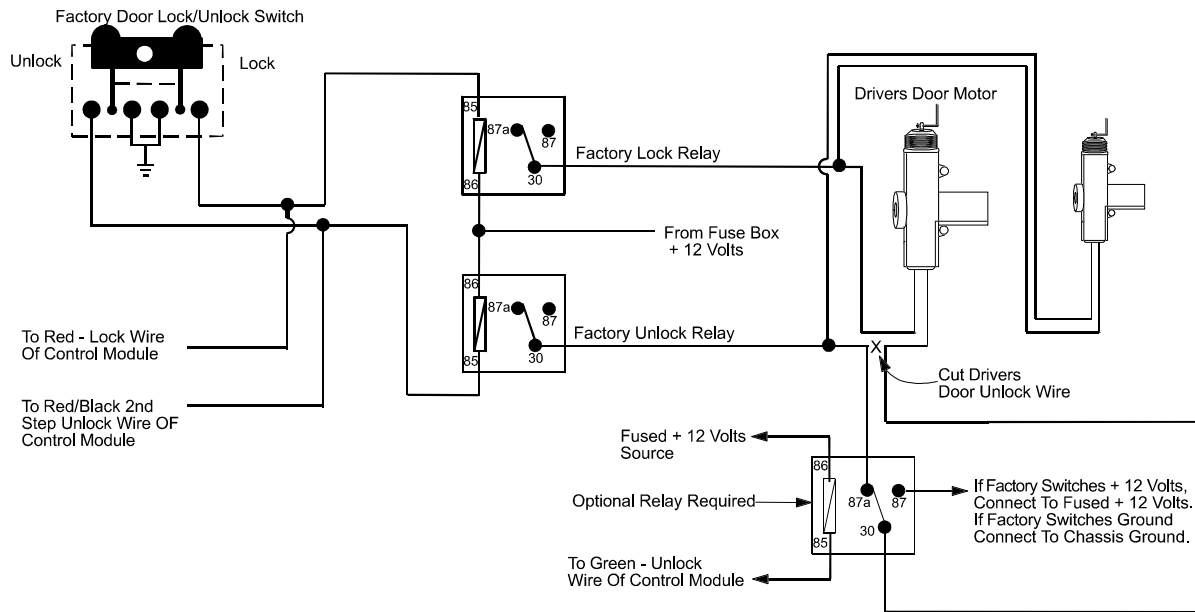 Factory Door Lock/Unlock Switch
Unlock
Lock
85
87a
87
30
86
Factory Lock Relay
From Fuse Box
+ 12 Volts
86
87a
87
30
85
Factory Unlock Relay
Drivers Door Motor
To Red - Lock Wire
Of Control Module
To Red/Black 2nd
Step Unlock Wire OF
Control Module
X
Cut Drivers
Door Unlock Wire
Fused + 12 Volts
Source
Optional Relay Required
86
87a
87
30
85
To Green - Unlock
Wire Of Control Module
If Factory Switches + 12 Volts,
Connect To Fused + 12 Volts.
If Factory Switches Ground
Connect To Chassis Ground.